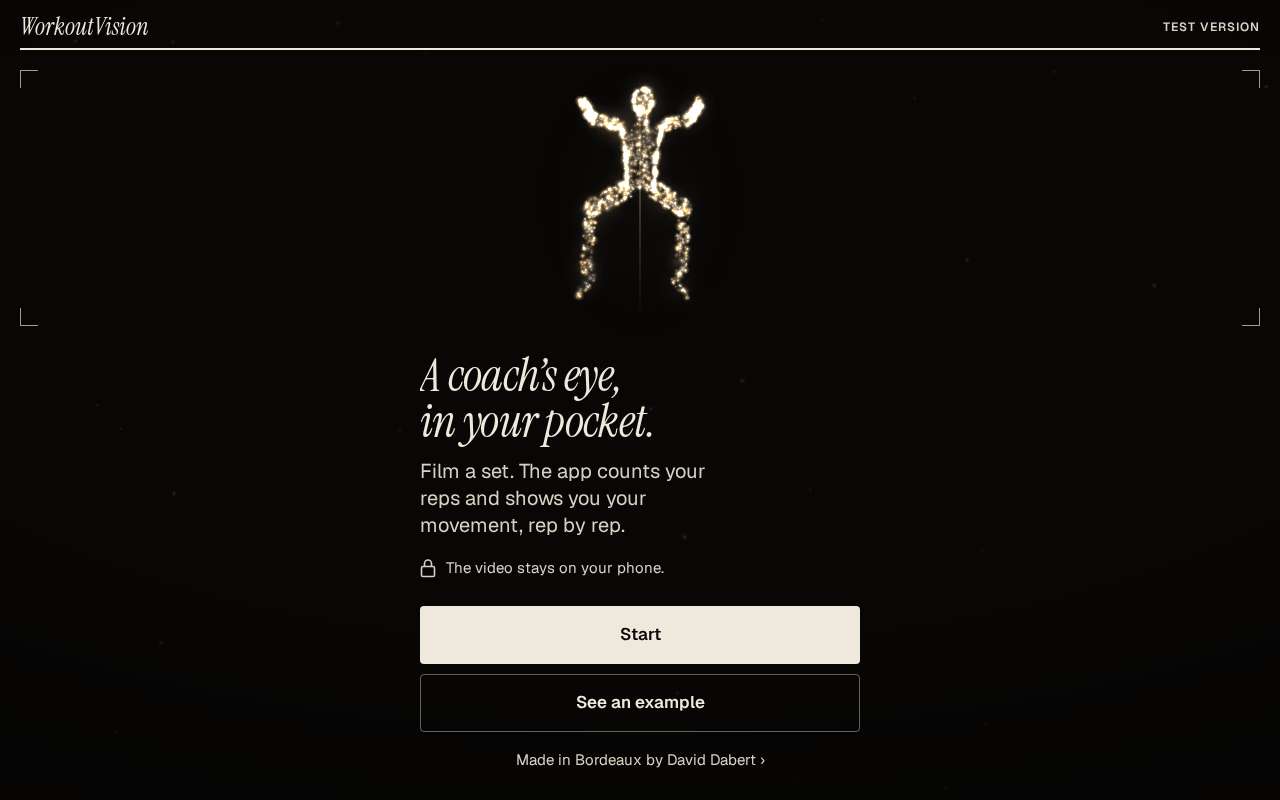 WorkoutVision
TEST VERSION
A coach’s eye,
in your pocket.
Film a set. The app counts your
reps and shows you your
movement, rep by rep.
The video stays on your phone.
Start
See an example
Made in Bordeaux by David Dabert ›